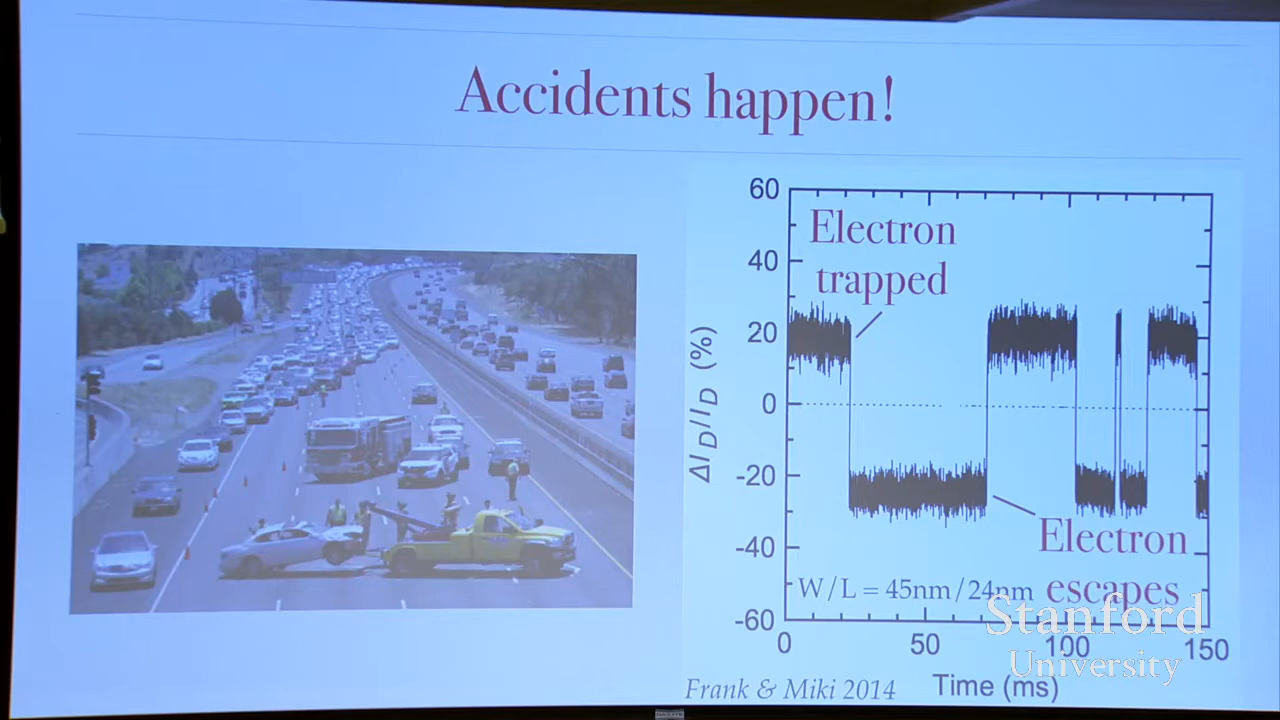 Accidents happen!
60
40
20
0
-20
-40
-60
ΔI_D/I_D (%)
Electron
trapped
Electron
escapes
W/L = 45nm/24nm
0 50 100 150
Time (ms)
Frank & Miki 2014
Stanford
University